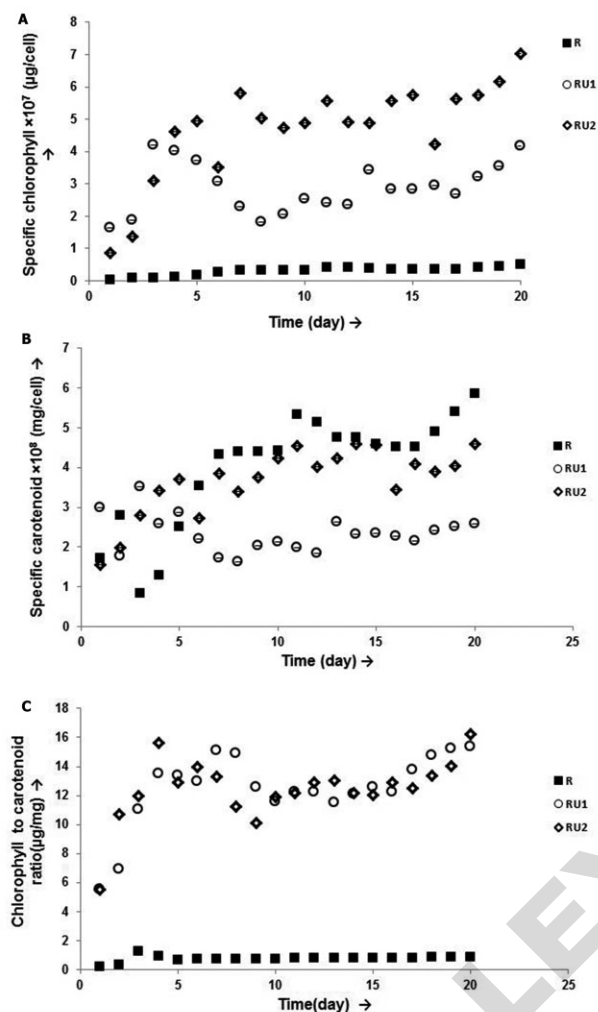 A
Specific chlorophyll ×10⁷ (µg/cell) →
8
7
6
5
4
3
2
1
0
0 5 10 15 20
Time (day) →
R
RU1
RU2
B
Specific carotenoid ×10⁸ (mg/cell) →
7
6
5
4
3
2
1
0
0 5 10 15 20 25
Time (day) →
R
RU1
RU2
C
Chlorophyll to carotenoid
ratio(µg/mg) →
18
16
14
12
10
8
6
4
2
0
0 5 10 15 20 25
Time(day) →
R
RU1
RU2
LEY